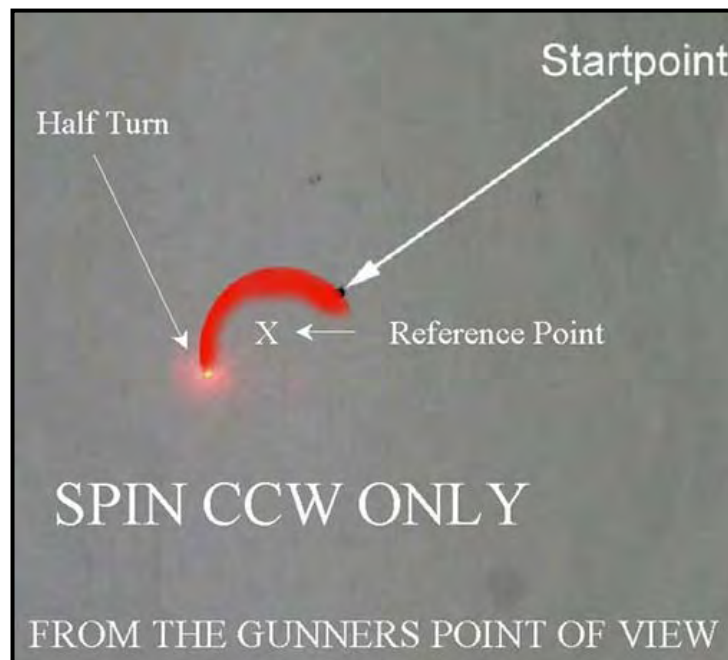 Startpoint
Half Turn
X
Reference Point
SPIN CCW ONLY
FROM THE GUNNERS POINT OF VIEW